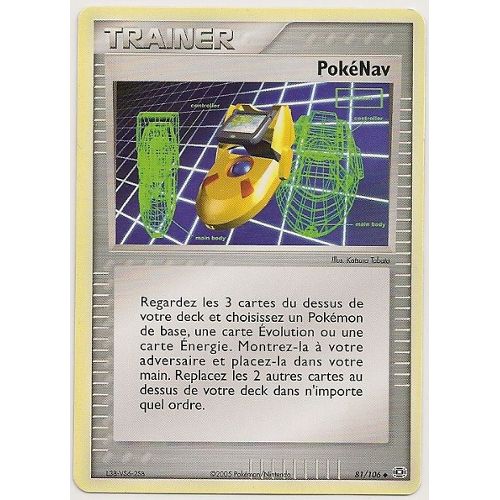 TRAINER
PokéNav
controller
controller
main body
main body
Illus. Katsura Tabata
Regardez les 3 cartes du dessus de
votre deck et choisissez un Pokémon
de base, une carte Évolution ou une
carte Énergie. Montrez-la à votre
adversaire et placez-la dans votre
main. Replacez les 2 autres cartes au
dessus de votre deck dans n'importe
quel ordre.
L38-VS6-2S8
©2005 Pokémon/Nintendo
81/106